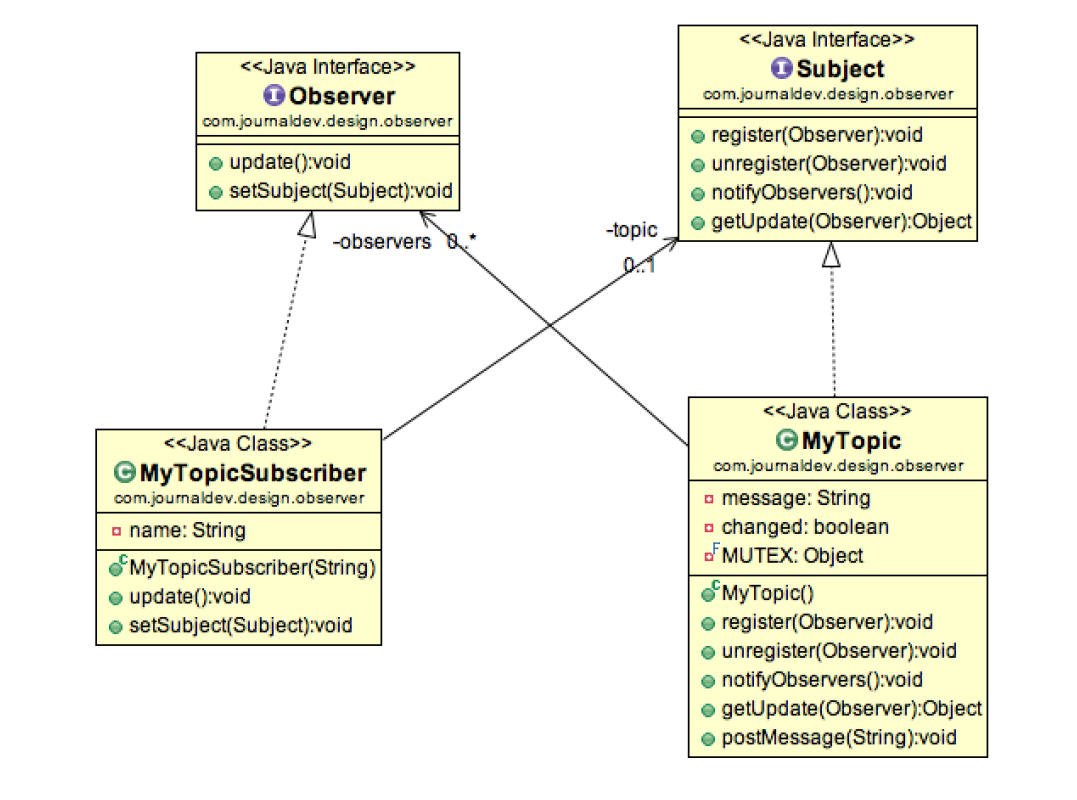 <<Java Interface>>
I Observer
com.journaldev.design.observer
update():void
setSubject(Subject):void
<<Java Interface>>
I Subject
com.journaldev.design.observer
register(Observer):void
unregister(Observer):void
notifyObservers():void
getUpdate(Observer):Object
-observers 0..*
-topic
0..1
<<Java Class>>
C MyTopicSubscriber
com.journaldev.design.observer
name: String
C MyTopicSubscriber(String)
update():void
setSubject(Subject):void
<<Java Class>>
C MyTopic
com.journaldev.design.observer
message: String
changed: boolean
F MUTEX: Object
C MyTopic()
register(Observer):void
unregister(Observer):void
notifyObservers():void
getUpdate(Observer):Object
postMessage(String):void